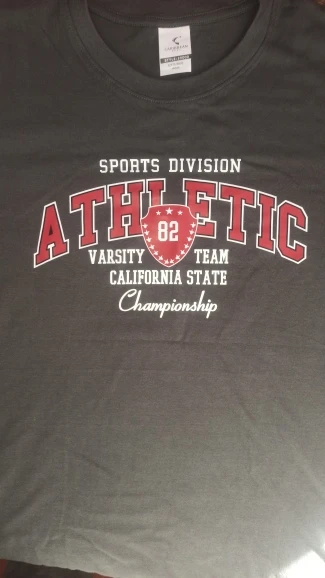 SPORTS DIVISION
ATHLETIC
82
VARSITY TEAM
CALIFORNIA STATE
Championship